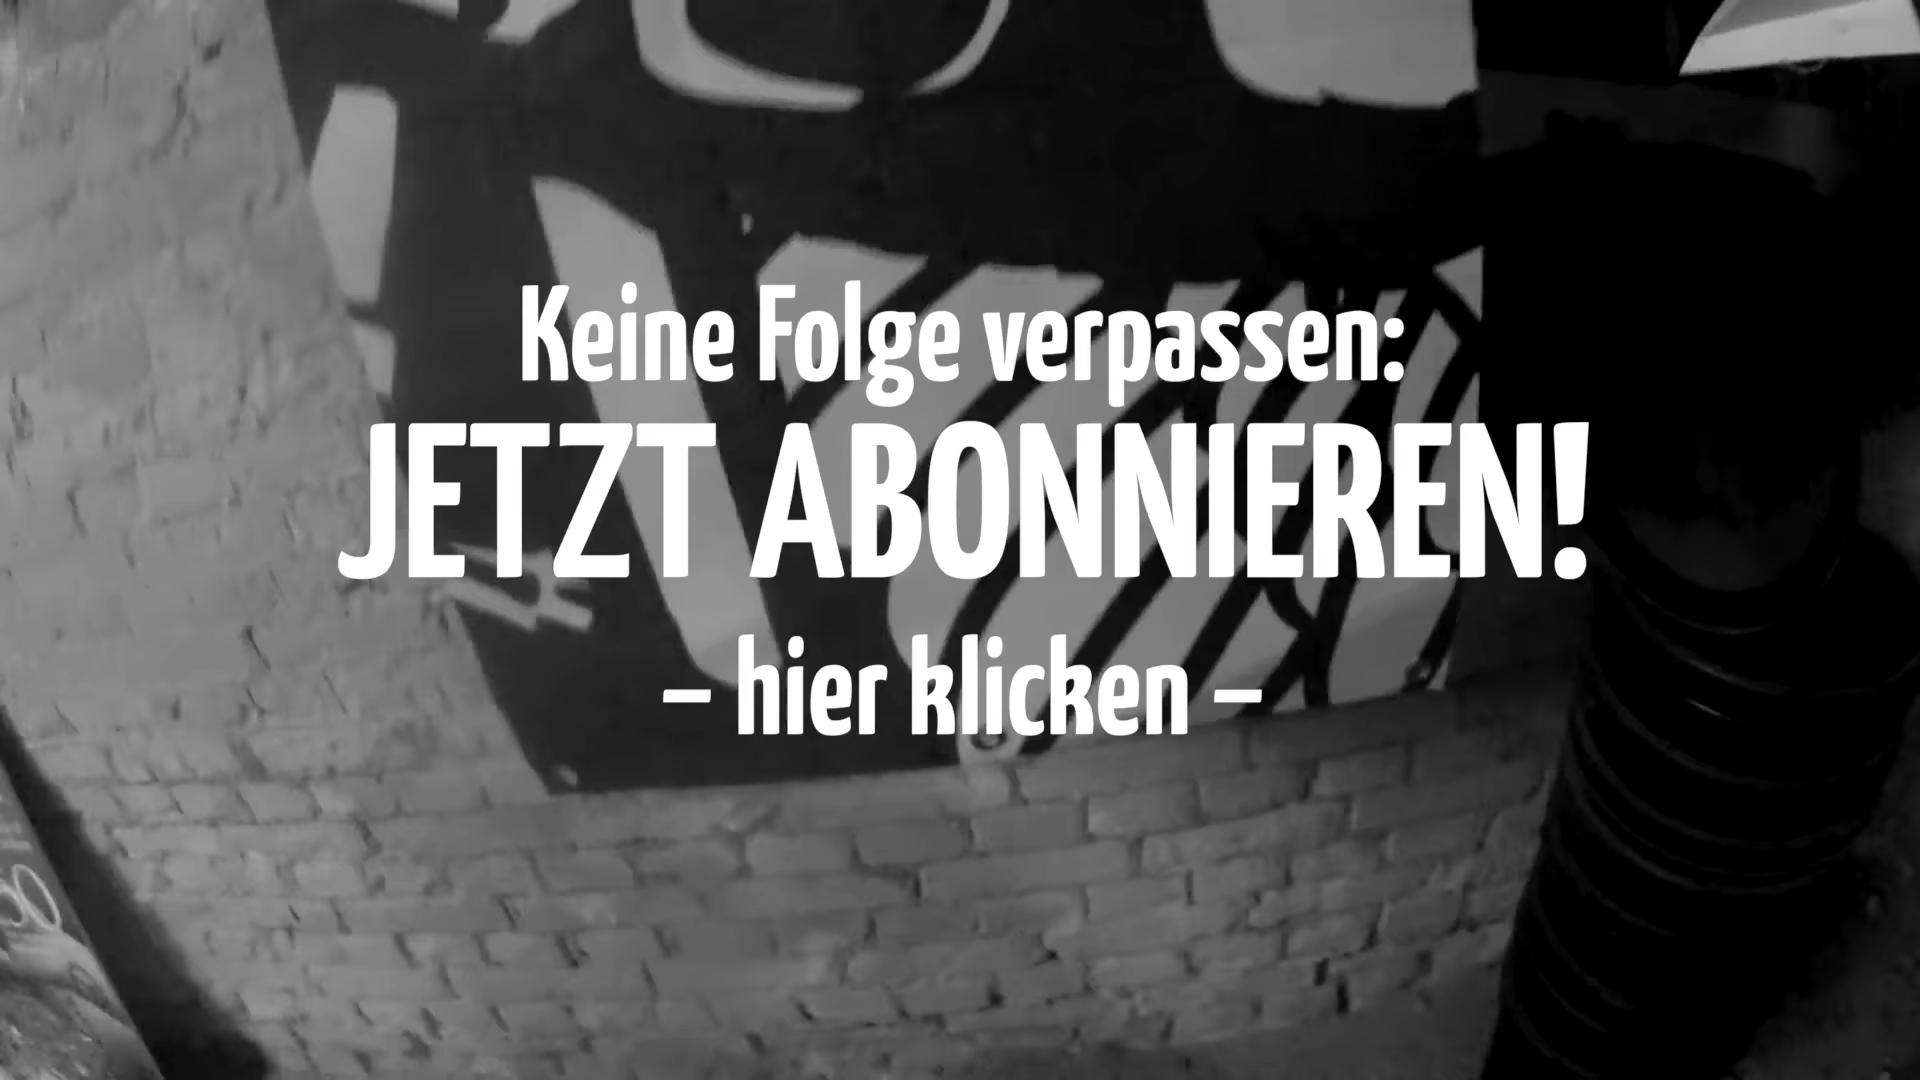 Keine Folge verpassen:
JETZT ABONNIEREN!
– hier klicken –